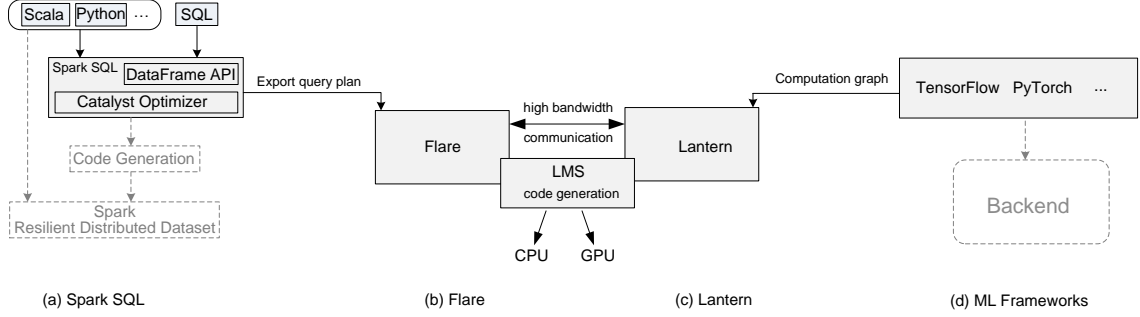 Scala Python ... SQL
Spark SQL
DataFrame API
Catalyst Optimizer
Code Generation
Spark
Resilient Distributed Dataset
Export query plan
Flare
high bandwidth
communication
Lantern
LMS
code generation
CPU GPU
Computation graph
TensorFlow PyTorch ...
Backend
(a) Spark SQL (b) Flare (c) Lantern (d) ML Frameworks